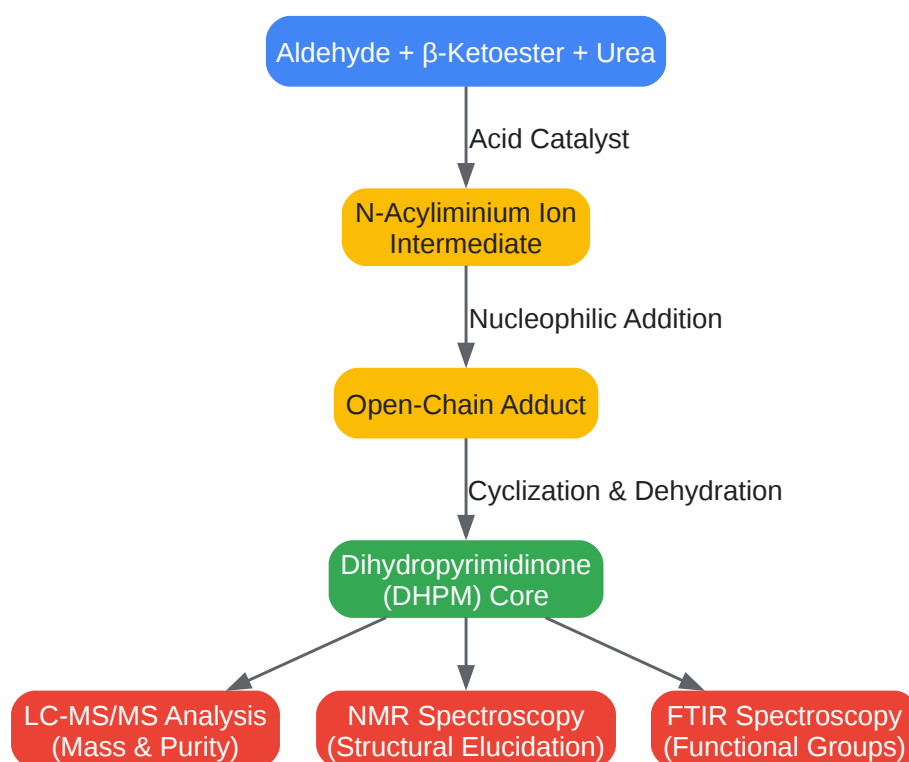 Aldehyde + β-Ketoester + Urea
Acid Catalyst
N-Acyliminium Ion
Intermediate
Nucleophilic Addition
Open-Chain Adduct
Cyclization & Dehydration
Dihydropyrimidinone
(DHPM) Core
LC-MS/MS Analysis
(Mass & Purity)
NMR Spectroscopy
(Structural Elucidation)
FTIR Spectroscopy
(Functional Groups)